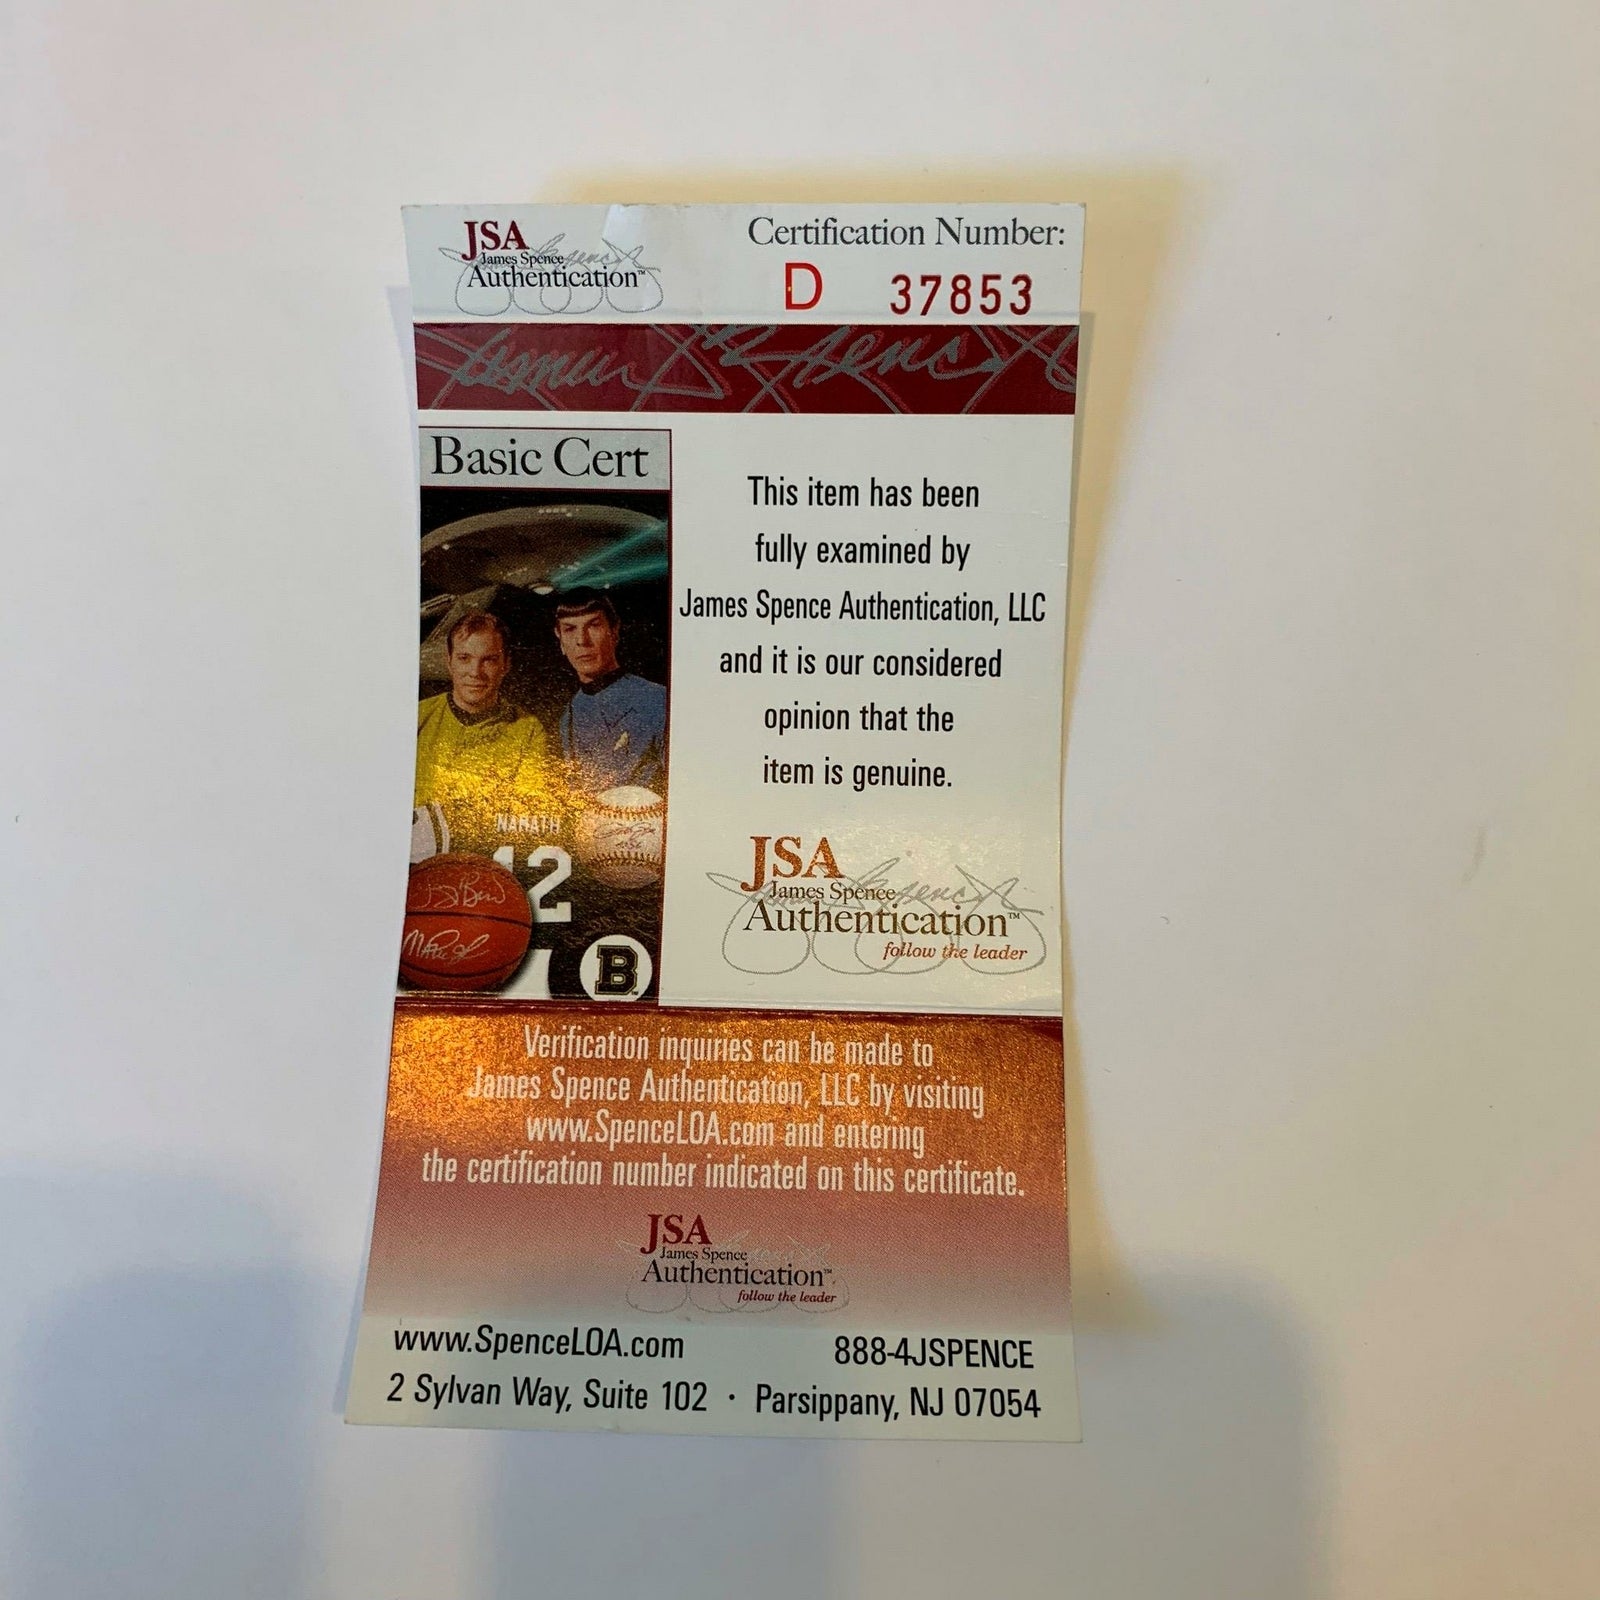 JSA
James Spence
Authentication™
Certification Number:
D 37853
Basic Cert
This item has been
fully examined by
James Spence Authentication, LLC
and it is our considered
opinion that the
item is genuine.
12
B
JSA
James Spence
Authentication™
follow the leader
Verification inquiries can be made to
James Spence Authentication, LLC by visiting
www.SpenceLOA.com and entering
the certification number indicated on this certificate.
JSA
James Spence
Authentication™
follow the leader
www.SpenceLOA.com 888-4JSPENCE
2 Sylvan Way, Suite 102 · Parsippany, NJ 07054